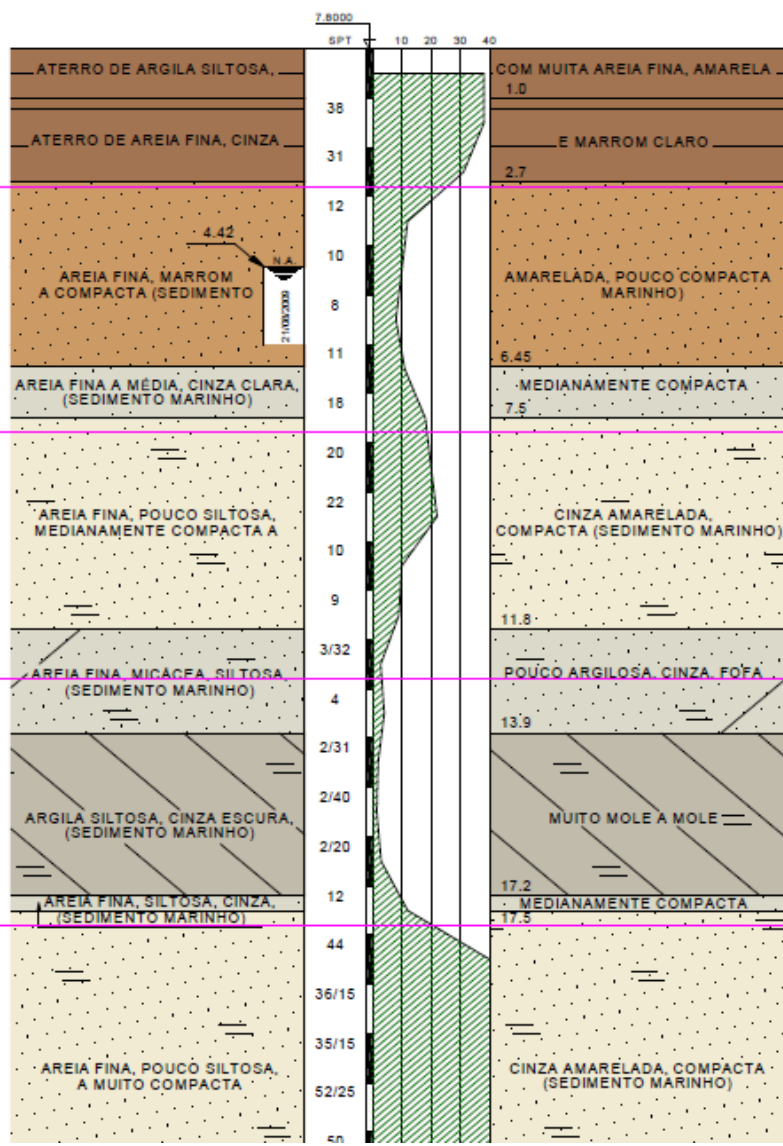 7.8000
SPT 10 20 30 40
ATERRO DE ARGILA SILTOSA, COM MUITA AREIA FINA, AMARELA
1.0
38
ATERRO DE AREIA FINA, CINZA E MARROM CLARO
31
2.7
12
4.42
10
N.A.
AREIA FINA, MARROM AMARELADA, POUCO COMPACTA
A COMPACTA (SEDIMENTO MARINHO)
21/08/2009
8
11
6.45
AREIA FINA A MÉDIA, CINZA CLARA, MEDIANAMENTE COMPACTA
(SEDIMENTO MARINHO)
18
7.5
20
22
AREIA FINA, POUCO SILTOSA, CINZA AMARELADA,
MEDIANAMENTE COMPACTA A COMPACTA (SEDIMENTO MARINHO)
10
9
11.8
3/32
AREIA FINA, MICÁCEA, SILTOSA, POUCO ARGILOSA, CINZA, FOFA
(SEDIMENTO MARINHO)
4
13.9
2/31
2/40
ARGILA SILTOSA, CINZA ESCURA, MUITO MOLE A MOLE
(SEDIMENTO MARINHO)
2/20
17.2
12
AREIA FINA, SILTOSA, CINZA, MEDIANAMENTE COMPACTA
(SEDIMENTO MARINHO)
17.5
44
36/15
35/15
AREIA FINA, POUCO SILTOSA, CINZA AMARELADA, COMPACTA
A MUITO COMPACTA (SEDIMENTO MARINHO)
52/25
50